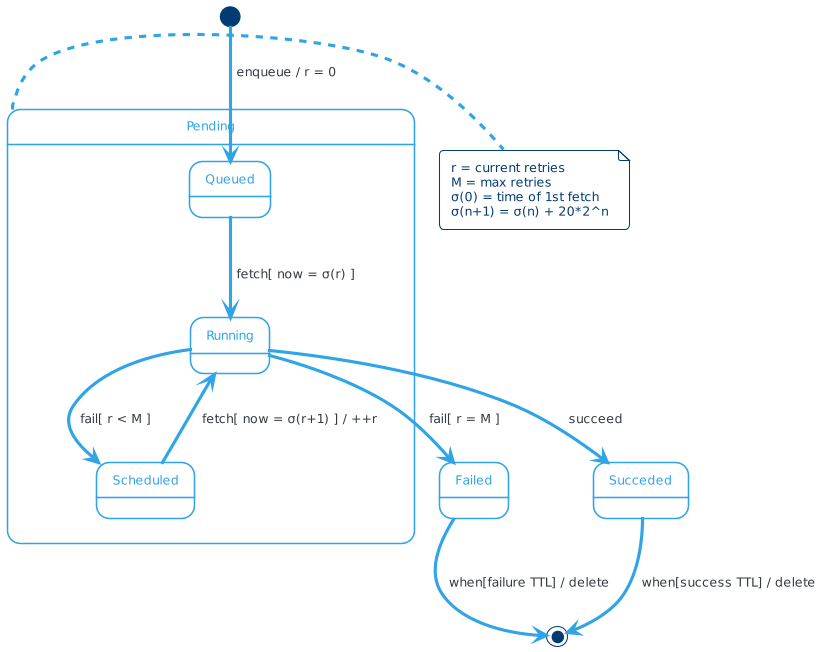 enqueue / r = 0
Pending
r = current retries
M = max retries
σ(0) = time of 1st fetch
σ(n+1) = σ(n) + 20*2^n
Queued
fetch[ now = σ(r) ]
Running
fail[ r < M ]
fetch[ now = σ(r+1) ] / ++r
fail[ r = M ]
succeed
Scheduled
Failed
Succeded
when[failure TTL] / delete
when[success TTL] / delete